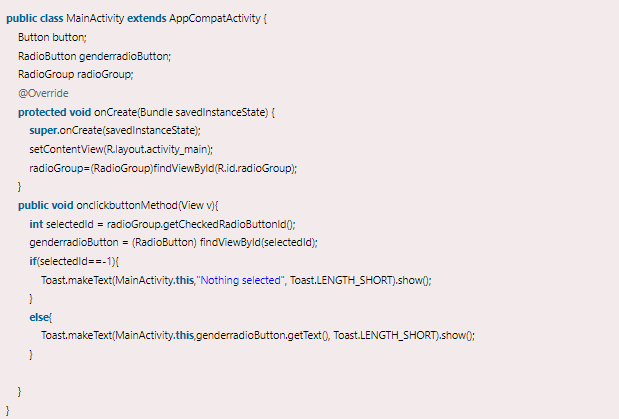 public class MainActivity extends AppCompatActivity {
Button button;
RadioButton genderradioButton;
RadioGroup radioGroup;
@Override
protected void onCreate(Bundle savedInstanceState) {
super.onCreate(savedInstanceState);
setContentView(R.layout.activity_main);
radioGroup=(RadioGroup)findViewById(R.id.radioGroup);
}
public void onclickbuttonMethod(View v){
int selectedId = radioGroup.getCheckedRadioButtonId();
genderradioButton = (RadioButton) findViewById(selectedId);
if(selectedId==-1){
Toast.makeText(MainActivity.this,"Nothing selected", Toast.LENGTH_SHORT).show();
}
else{
Toast.makeText(MainActivity.this,genderradioButton.getText(), Toast.LENGTH_SHORT).show();
}
}
}